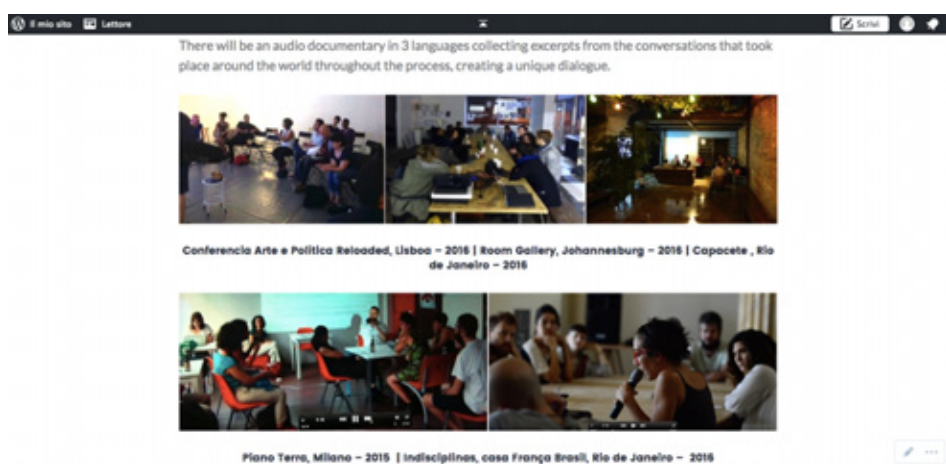 Il mio sito Lettore Scrivi
There will be an audio documentary in 3 languages collecting excerpts from the conversations that took
place around the world throughout the process, creating a unique dialogue.
Conferencia Arte e Politica Reloaded, Lisboa – 2016 | Room Gallery, Johannesburg – 2016 | Capacete , Rio
de Janeiro – 2016
Piano Terra, Milano – 2015 | Indisciplinas, casa França Brasil, Rio de Janeiro – 2016